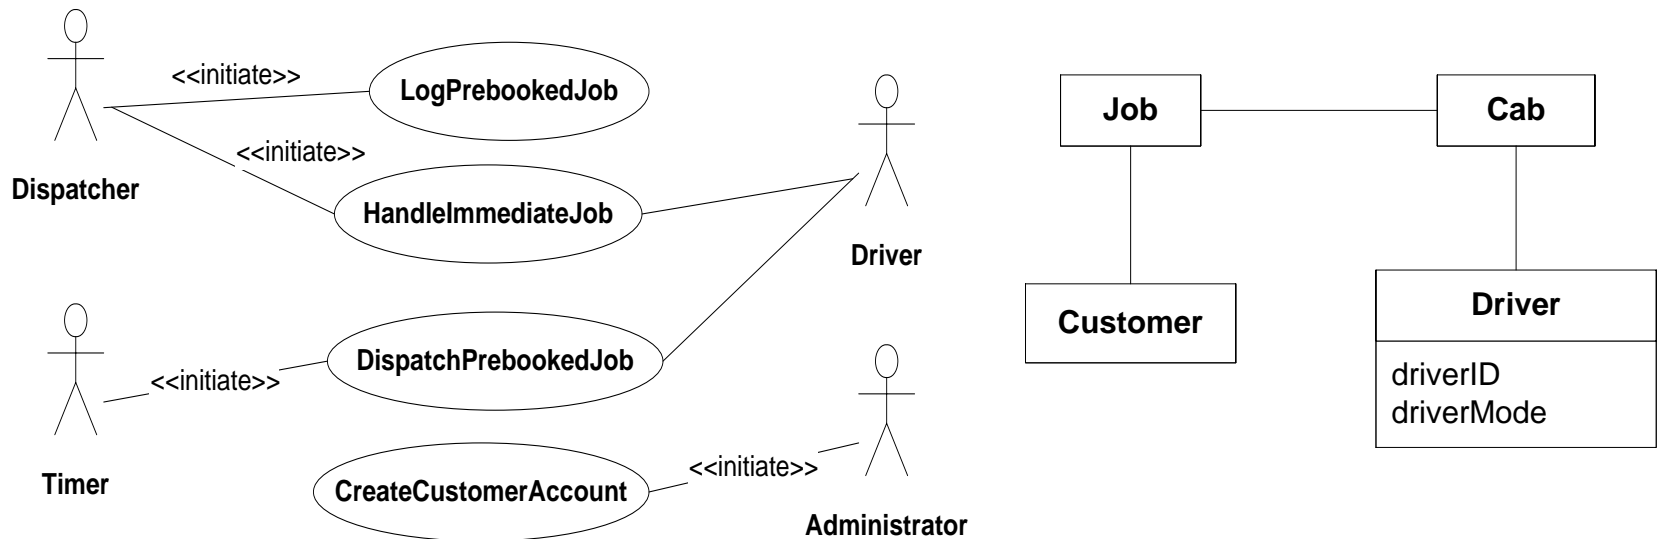 <<initiate>>
LogPrebookedJob
<<initiate>>
Dispatcher
HandleImmediateJob
Driver
<<initiate>>
DispatchPrebookedJob
Timer
<<initiate>>
CreateCustomerAccount
Administrator
Job
Cab
Customer
Driver
driverID
driverMode